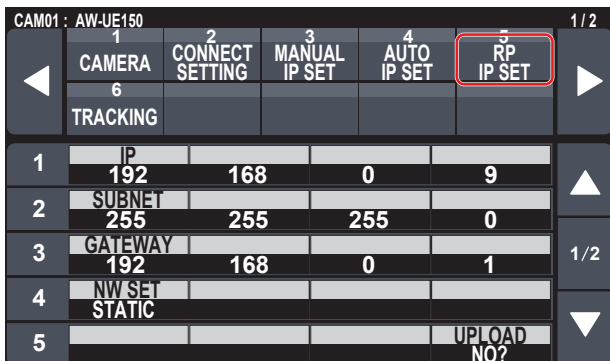 CAM01 : AW-UE150 1 / 2
1 2 3 4 5
CAMERA CONNECT SETTING MANUAL IP SET AUTO IP SET RP IP SET
6
TRACKING
1 IP
192 168 0 9
2 SUBNET
255 255 255 0
1/2
3 GATEWAY
192 168 0 1
4 NW SET
STATIC
5 UPLOAD
NO?